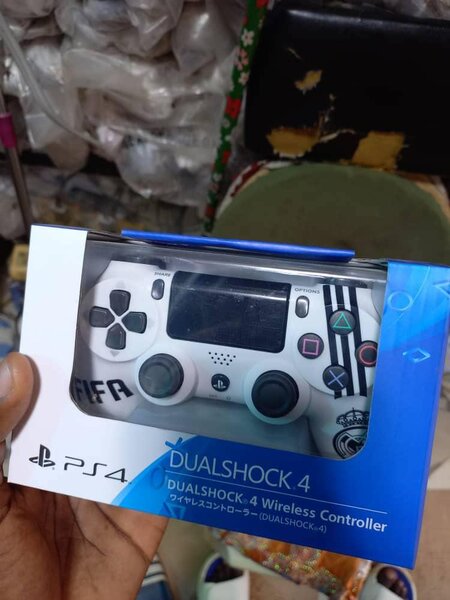 SHARE
OPTIONS
FIFA
PS4
DUALSHOCK®4
DUALSHOCK®4 Wireless Controller
ワイヤレスコントローラー (DUALSHOCK®4)